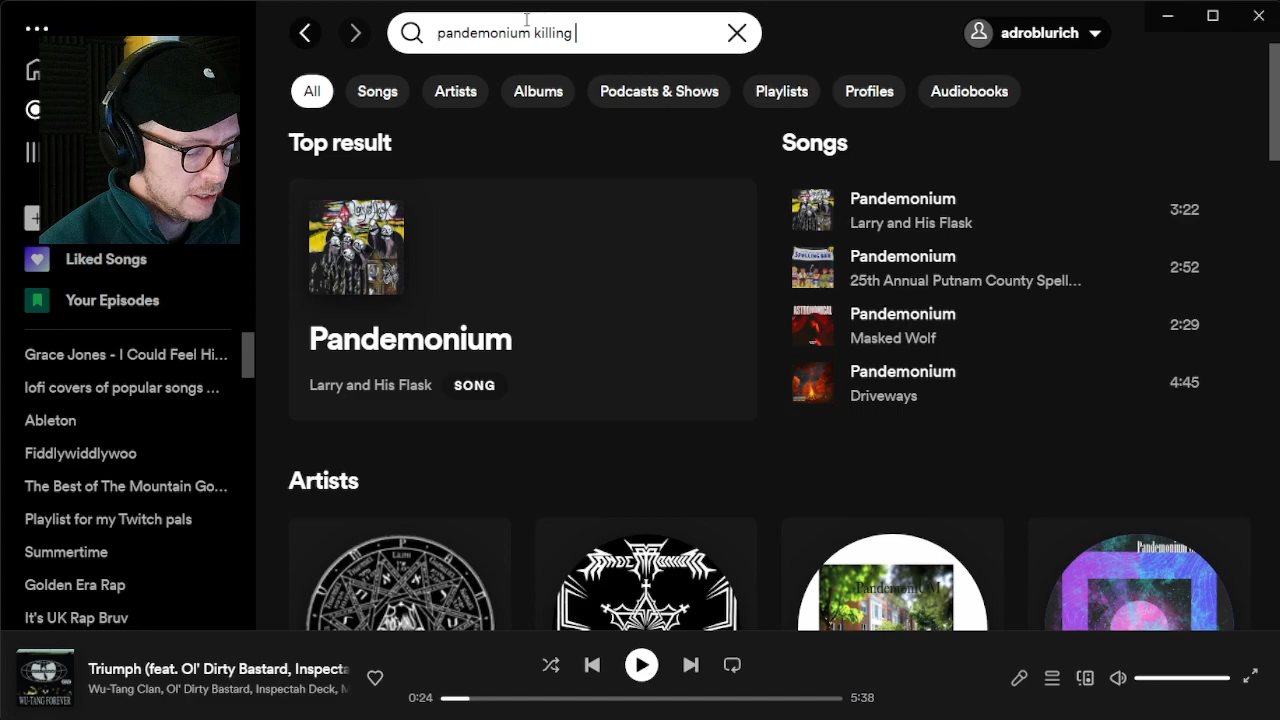 pandemonium killing
adroblurich
All
Songs
Artists
Albums
Podcasts & Shows
Playlists
Profiles
Audiobooks
Top result
Songs
Pandemonium
Larry and His Flask
SONG
Pandemonium
Larry and His Flask
3:22
Pandemonium
25th Annual Putnam County Spell...
2:52
Pandemonium
Masked Wolf
2:29
Pandemonium
Driveways
4:45
Artists
Liked Songs
Your Episodes
Grace Jones - I Could Feel Hi...
lofi covers of popular songs ...
Ableton
Fiddlywiddlywoo
The Best of The Mountain Go...
Playlist for my Twitch pals
Summertime
Golden Era Rap
It's UK Rap Bruv
WU-TANG FOREVER
Triumph (feat. Ol' Dirty Bastard, Inspecta
Wu-Tang Clan, Ol' Dirty Bastard, Inspectah Deck, M
0:24
5:38